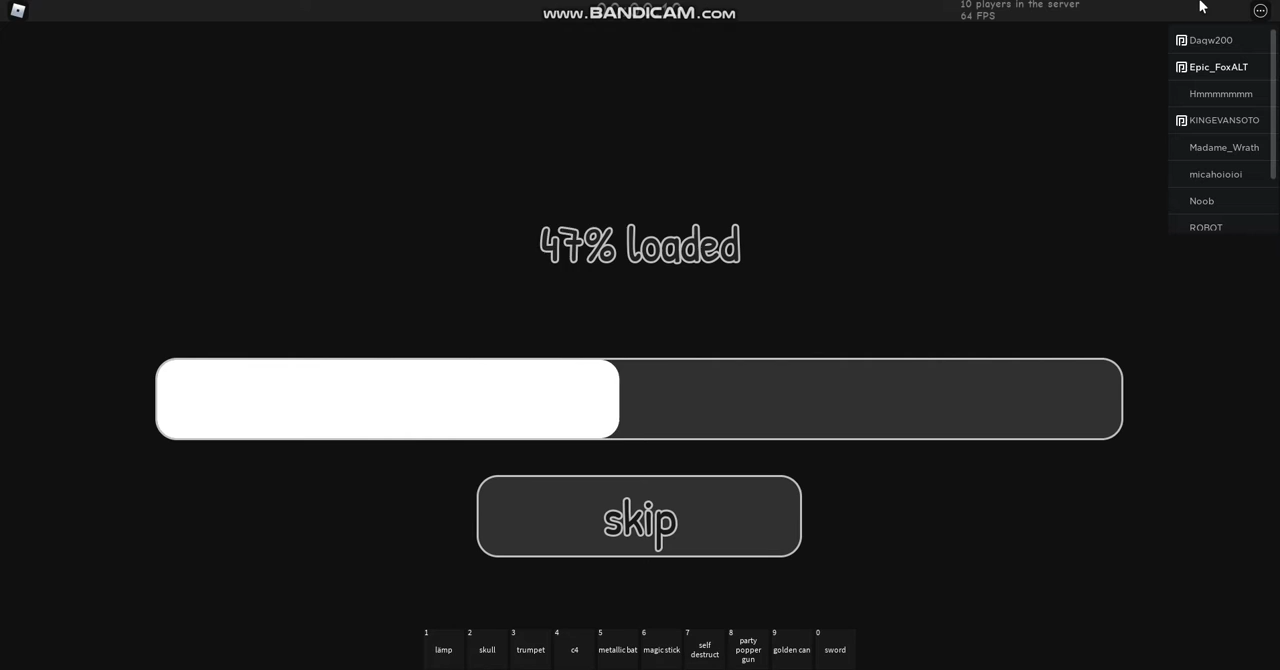 www.BANDICAM.com
10 players in the server
64 FPS
Daqw200
Epic_FoxALT
Hmmmmmmm
KINGEVANSOTO
Madame_Wrath
micahoioioi
Noob
ROBOT
47% loaded
skip
1 lämp
2 skull
3 trumpet
4 c4
5 metallic bat
6 magic stick
7 self destruct
8 party popper gun
9 golden can
0 sword